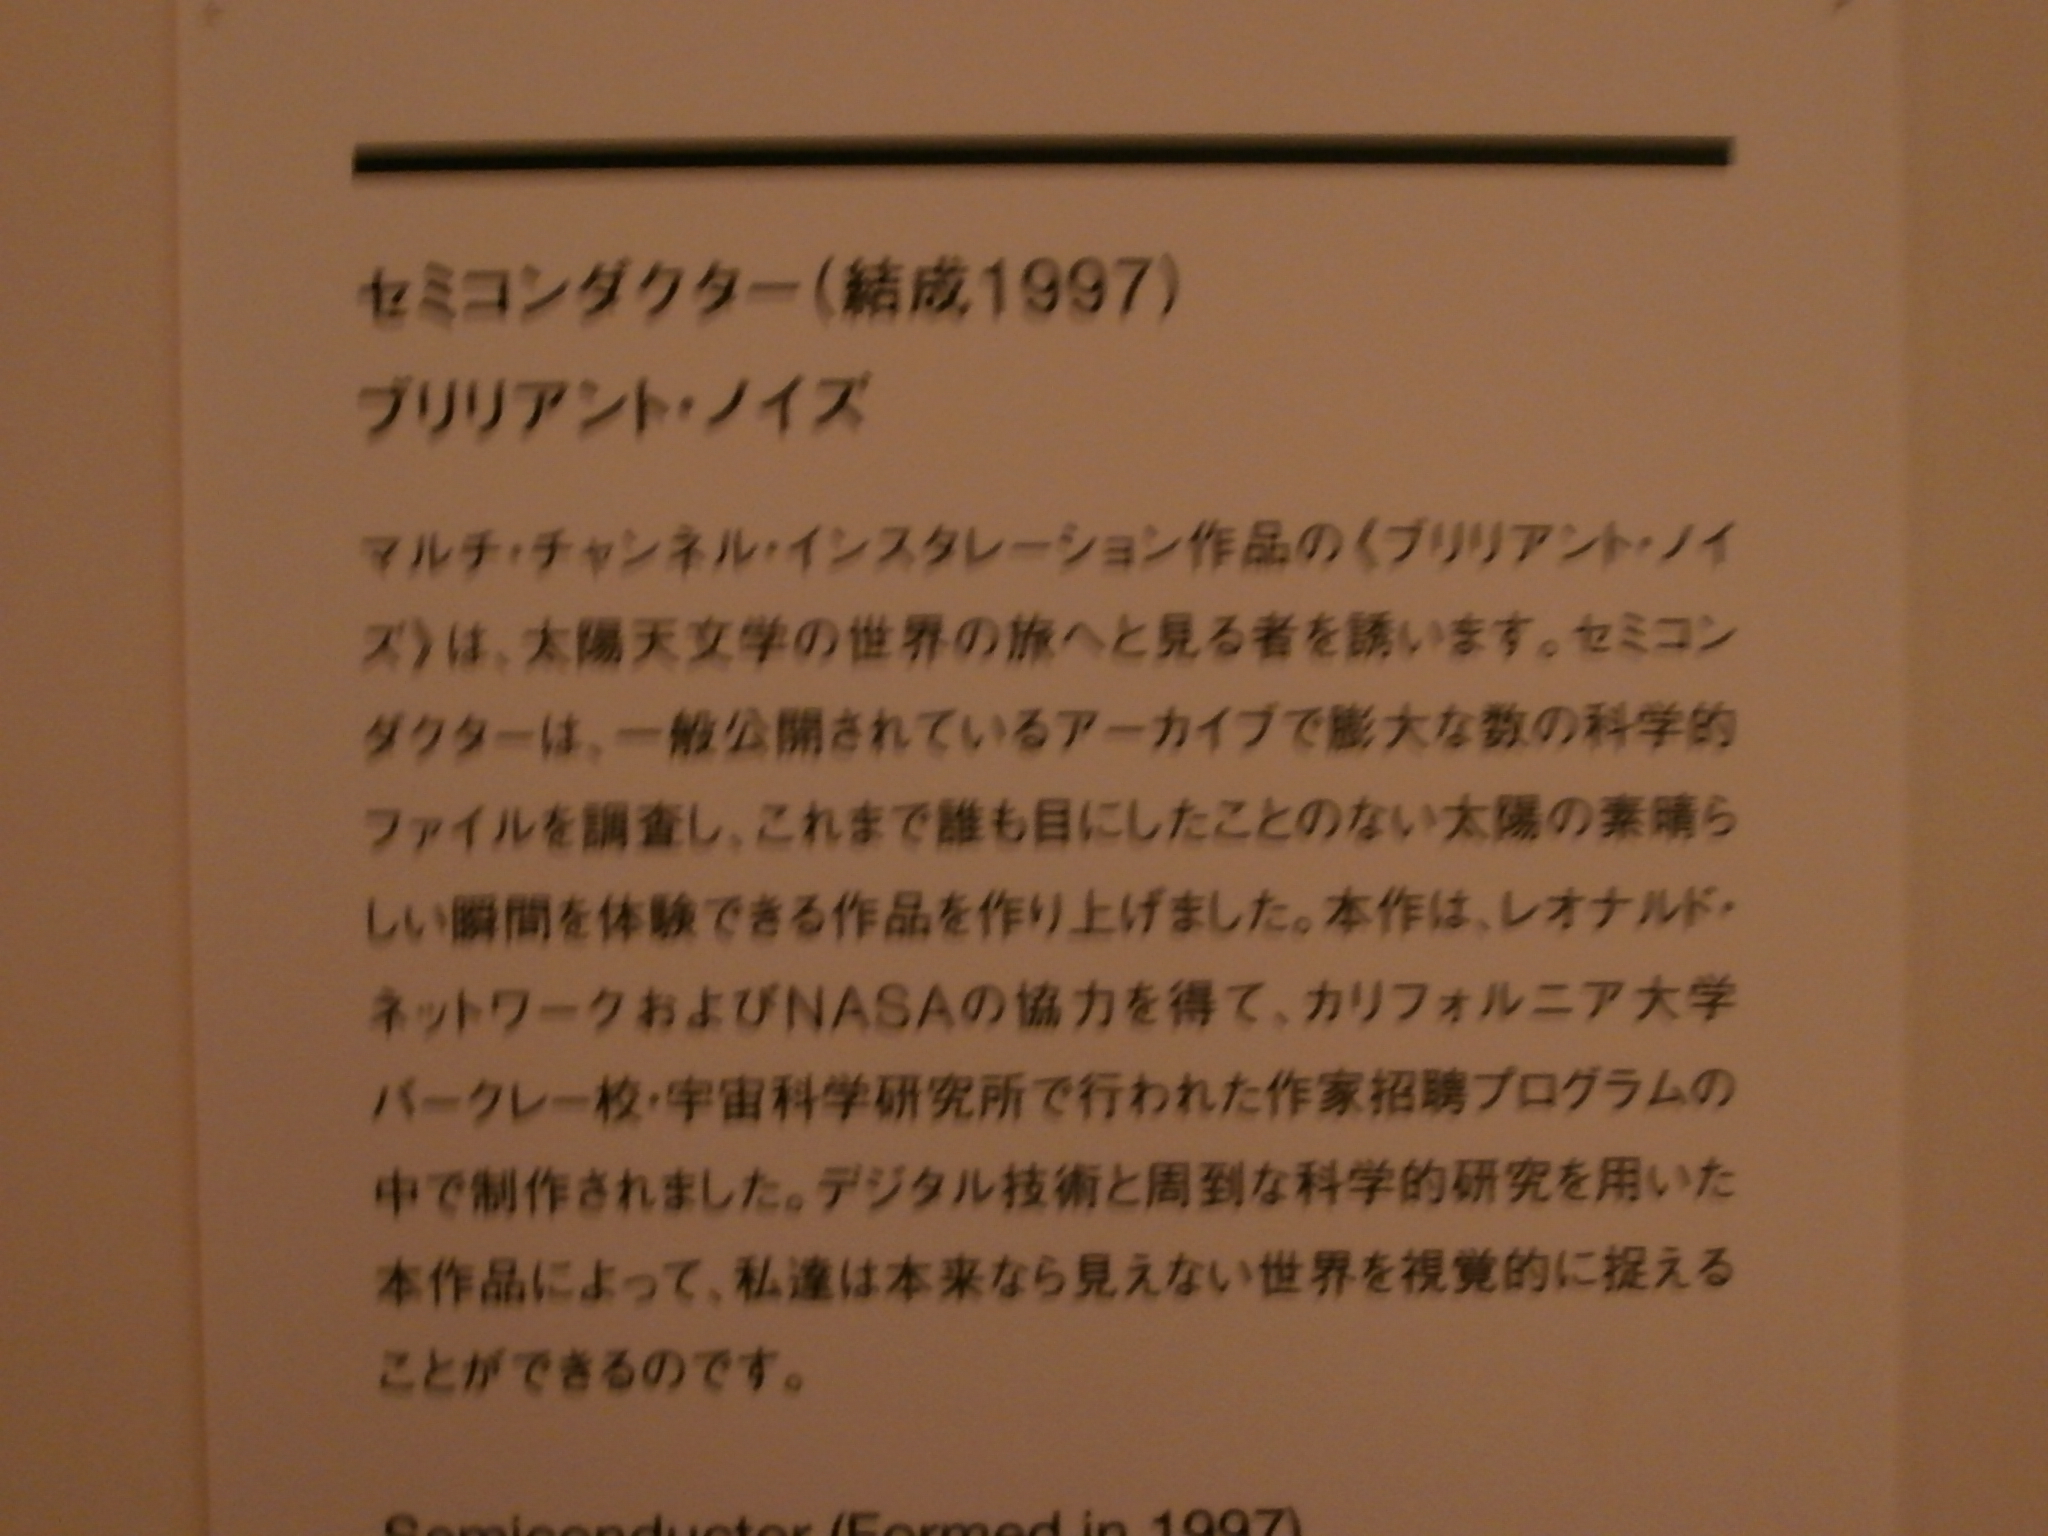 セミコンダクター(結成1997)
ブリリアント・ノイズ
マルチ・チャンネル・インスタレーション作品の《ブリリアント・ノイ
ズ》は、太陽天文学の世界の旅へと見る者を誘います。セミコン
ダクターは、一般公開されているアーカイブで膨大な数の科学的
ファイルを調査し、これまで誰も目にしたことのない太陽の素晴ら
しい瞬間を体験できる作品を作り上げました。本作は、レオナルド・
ネットワークおよびNASAの協力を得て、カリフォルニア大学
バークレー校・宇宙科学研究所で行われた作家招聘プログラムの
中で制作されました。デジタル技術と周到な科学的研究を用いた
本作品によって、私達は本来なら見えない世界を視覚的に捉える
ことができるのです。
Semiconductor (Formed in 1997)